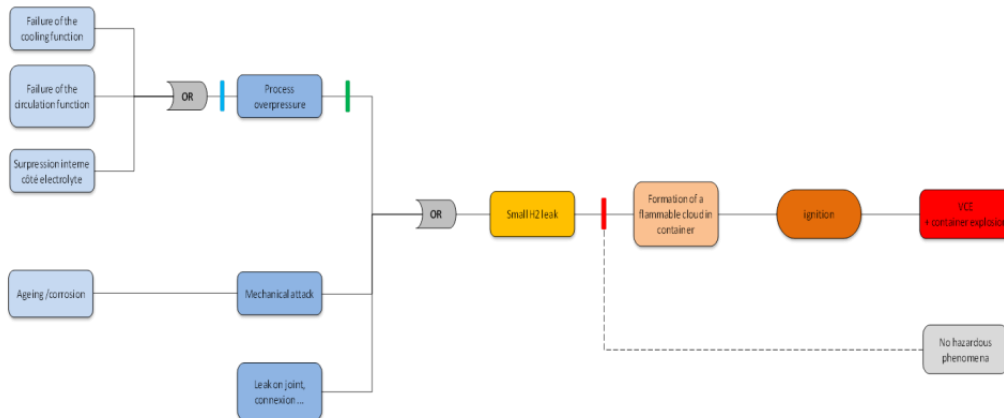 Failure of the
cooling function
Failure of the
circulation function
Surpression interne
côté electrolyte
OR
Process
overpressure
Ageing /corrosion
Mechanical attack
Leak on joint,
connexion ...
OR
Small H2 leak
Formation of a
flammable cloud in
container
ignition
VCE
+ container explosion
No hazardous
phenomena